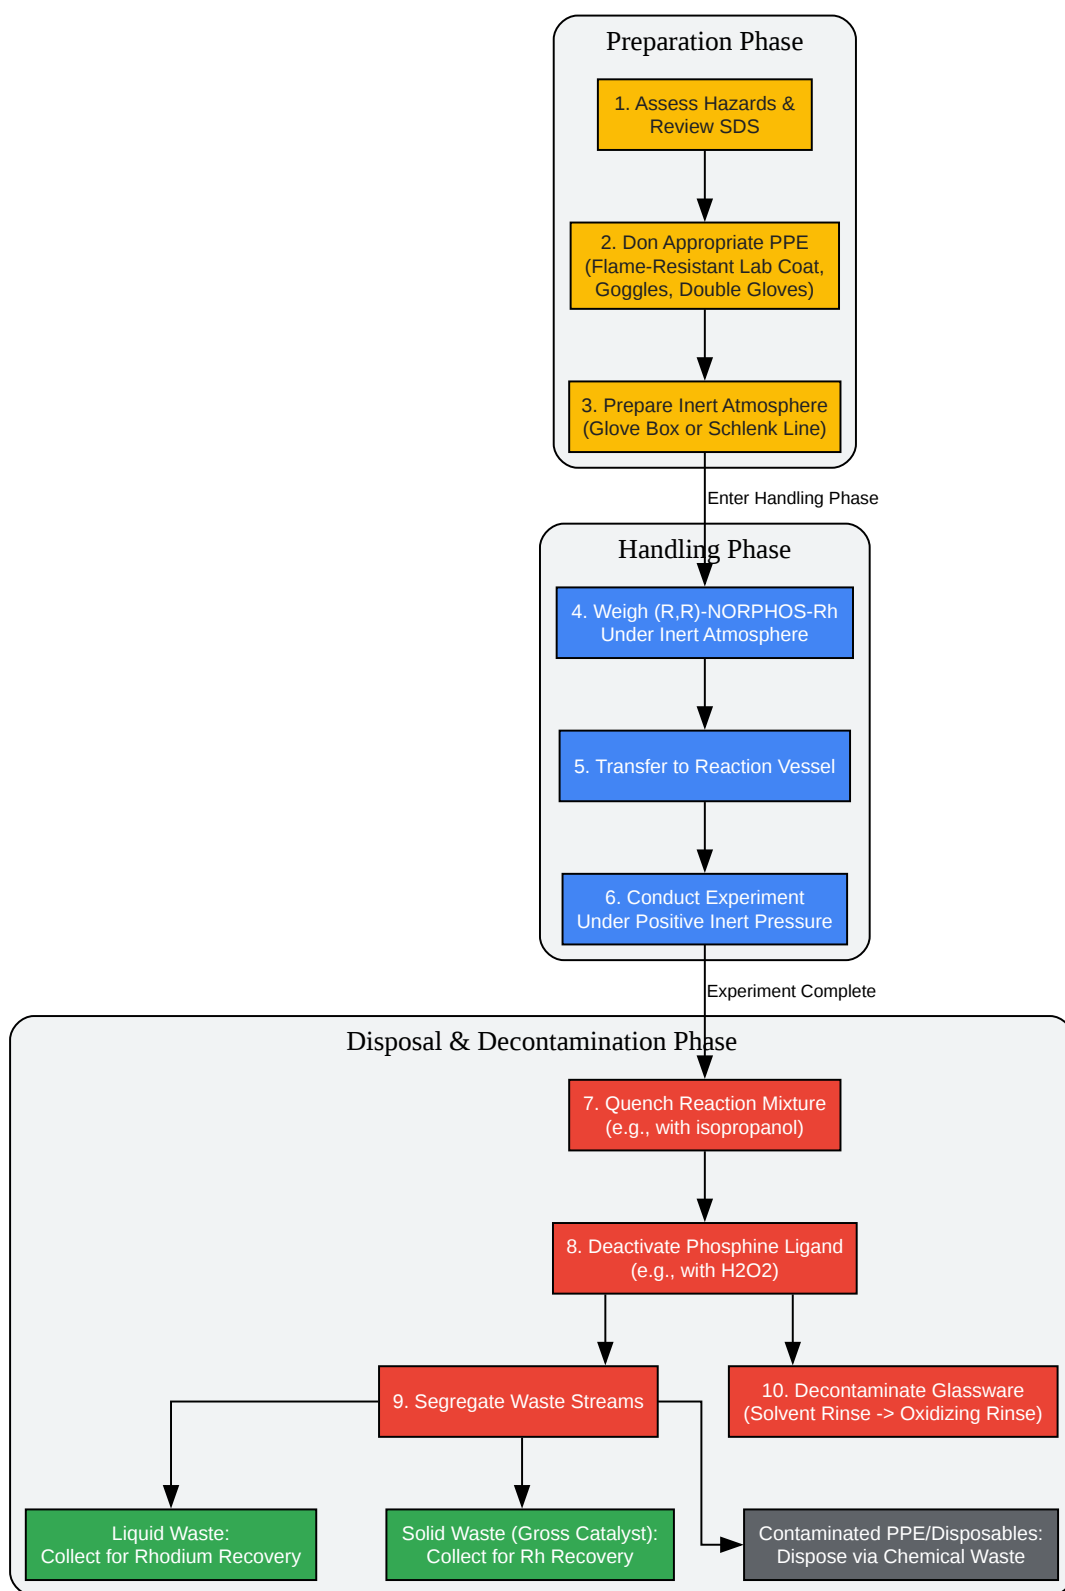 Preparation Phase
1. Assess Hazards &
Review SDS
2. Don Appropriate PPE
(Flame-Resistant Lab Coat,
Goggles, Double Gloves)
3. Prepare Inert Atmosphere
(Glove Box or Schlenk Line)
Enter Handling Phase
Handling Phase
4. Weigh (R,R)-NORPHOS-Rh
Under Inert Atmosphere
5. Transfer to Reaction Vessel
6. Conduct Experiment
Under Positive Inert Pressure
Experiment Complete
Disposal & Decontamination Phase
7. Quench Reaction Mixture
(e.g., with isopropanol)
8. Deactivate Phosphine Ligand
(e.g., with H2O2)
9. Segregate Waste Streams
10. Decontaminate Glassware
(Solvent Rinse -> Oxidizing Rinse)
Liquid Waste:
Collect for Rhodium Recovery
Solid Waste (Gross Catalyst):
Collect for Rh Recovery
Contaminated PPE/Disposables:
Dispose via Chemical Waste